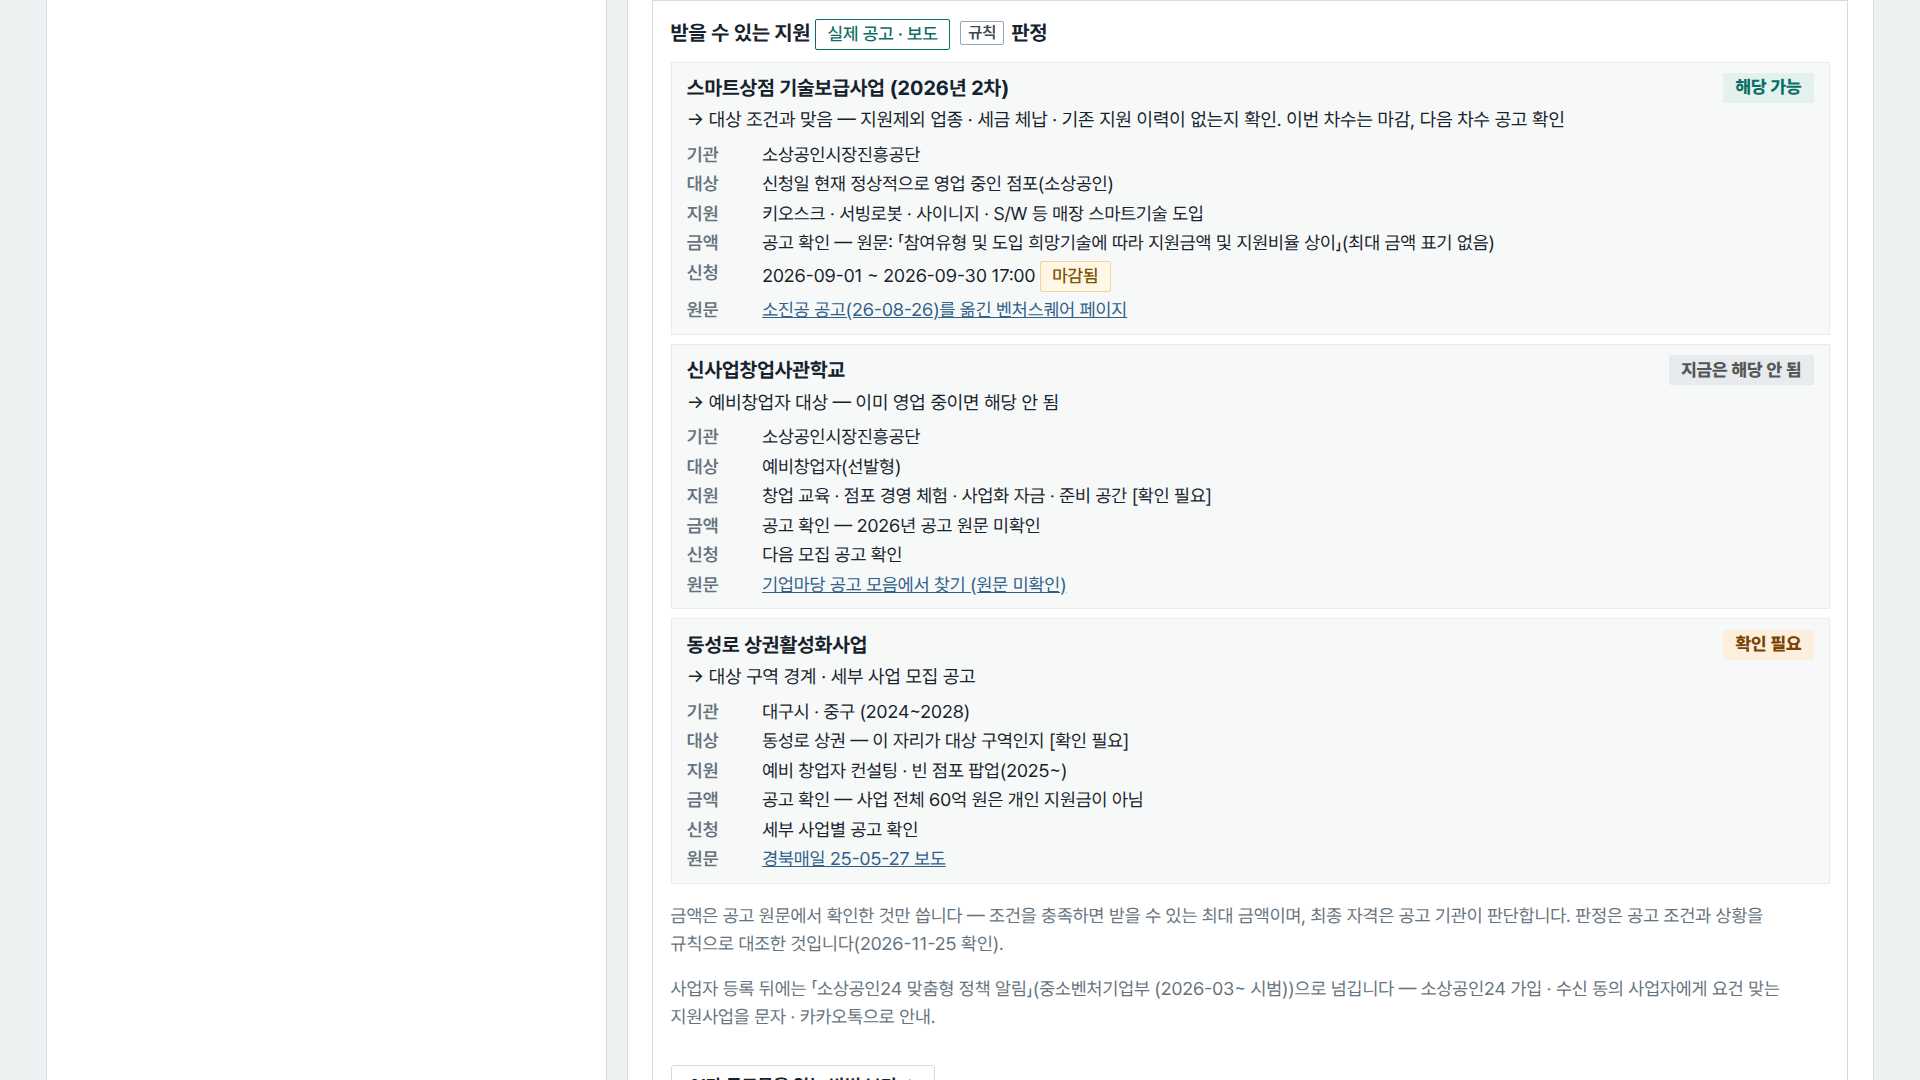 받을 수 있는 지원 실제 공고 · 보도 규칙 판정
스마트상점 기술보급사업 (2026년 2차)
해당 가능
→ 대상 조건과 맞음 — 지원제외 업종 · 세금 체납 · 기존 지원 이력이 없는지 확인. 이번 차수는 마감, 다음 차수 공고 확인
기관 소상공인시장진흥공단
대상 신청일 현재 정상적으로 영업 중인 점포(소상공인)
지원 키오스크 · 서빙로봇 · 사이니지 · S/W 등 매장 스마트기술 도입
금액 공고 확인 — 원문: 「참여유형 및 도입 희망기술에 따라 지원금액 및 지원비율 상이」(최대 금액 표기 없음)
신청 2026-09-01 ~ 2026-09-30 17:00 마감됨
원문 소진공 공고(26-08-26)를 옮긴 벤처스퀘어 페이지
신사업창업사관학교
지금은 해당 안 됨
→ 예비창업자 대상 — 이미 영업 중이면 해당 안 됨
기관 소상공인시장진흥공단
대상 예비창업자(선발형)
지원 창업 교육 · 점포 경영 체험 · 사업화 자금 · 준비 공간 [확인 필요]
금액 공고 확인 — 2026년 공고 원문 미확인
신청 다음 모집 공고 확인
원문 기업마당 공고 모음에서 찾기 (원문 미확인)
동성로 상권활성화사업
확인 필요
→ 대상 구역 경계 · 세부 사업 모집 공고
기관 대구시 · 중구 (2024~2028)
대상 동성로 상권 — 이 자리가 대상 구역인지 [확인 필요]
지원 예비 창업자 컨설팅 · 빈 점포 팝업(2025~)
금액 공고 확인 — 사업 전체 60억 원은 개인 지원금이 아님
신청 세부 사업별 공고 확인
원문 경북매일 25-05-27 보도
금액은 공고 원문에서 확인한 것만 씁니다 — 조건을 충족하면 받을 수 있는 최대 금액이며, 최종 자격은 공고 기관이 판단합니다. 판정은 공고 조건과 상황을
규칙으로 대조한 것입니다(2026-11-25 확인).
사업자 등록 뒤에는 「소상공인24 맞춤형 정책 알림」(중소벤처기업부 (2026-03~ 시범))으로 넘깁니다 — 소상공인24 가입 · 수신 동의 사업자에게 요건 맞는
지원사업을 문자 · 카카오톡으로 안내.